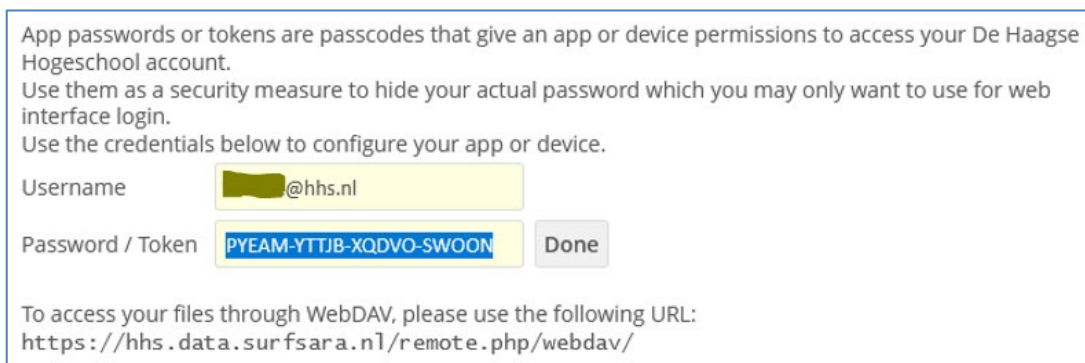 App passwords or tokens are passcodes that give an app or device permissions to access your De Haagse
Hogeschool account.
Use them as a security measure to hide your actual password which you may only want to use for web
interface login.
Use the credentials below to configure your app or device.
Username @hhs.nl
Password / Token PYEAM-YTTJB-XQDVO-SWOON Done
To access your files through WebDAV, please use the following URL:
https://hhs.data.surfsara.nl/remote.php/webdav/